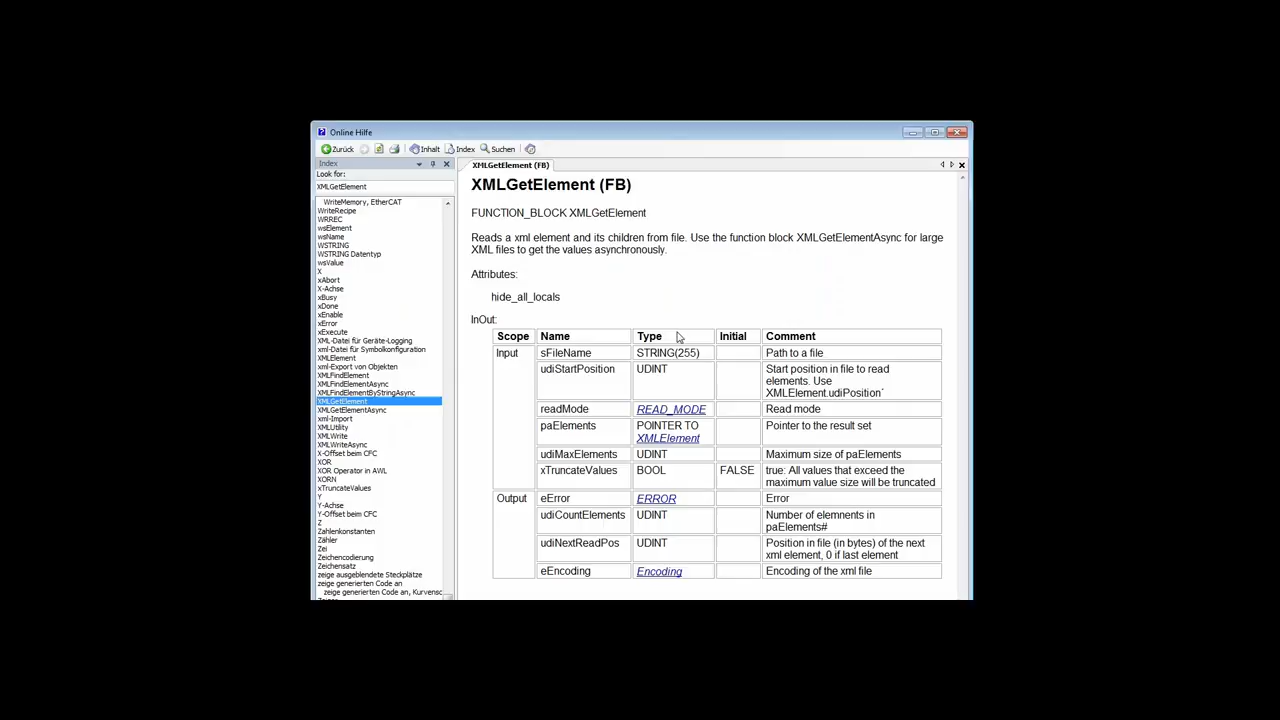 Online Hilfe
Zurück Inhalt Index Suchen
Index
Look for:
XMLGetElement
WriteMemory, EtherCAT
WriteRecipe
WRREC
wsElement
wsName
WSTRING
WSTRING Datentyp
wsValue
X
xAbort
X-Achse
xBusy
xDone
xEnable
xError
xExecute
XML-Datei für Geräte-Logging
xml-Datei für Symbolkonfiguration
XMLElement
xml-Export von Objekten
XMLFindElement
XMLFindElementAsync
XMLFindElementByStringAsync
XMLGetElement
XMLGetElementAsync
xml-Import
XMLUtility
XMLWrite
XMLWriteAsync
X-Offset beim CFC
XOR
XOR Operator in AWL
XORN
xTruncateValues
Y
Y-Achse
Y-Offset beim CFC
Z
Zahlenkonstanten
Zähler
Zei
Zeichencodierung
Zeichensatz
zeige ausgeblendete Steckplätze
zeige generierten Code an
zeige generierten Code an, Kurvensc
XMLGetElement (FB)
XMLGetElement (FB)
FUNCTION_BLOCK XMLGetElement
Reads a xml element and its children from file. Use the function block XMLGetElementAsync for large
XML files to get the values asynchronously.
Attributes:
hide_all_locals
InOut:
Scope Name Type Initial Comment
Input sFileName STRING(255) Path to a file
udiStartPosition UDINT Start position in file to read
elements. Use
XMLElement.udiPosition`
readMode READ_MODE Read mode
paElements POINTER TO Pointer to the result set
XMLElement
udiMaxElements UDINT Maximum size of paElements
xTruncateValues BOOL FALSE true: All values that exceed the
maximum value size will be truncated
Output eError ERROR Error
udiCountElements UDINT Number of elemnents in
paElements#
udiNextReadPos UDINT Position in file (in bytes) of the next
xml element, 0 if last element
eEncoding Encoding Encoding of the xml file